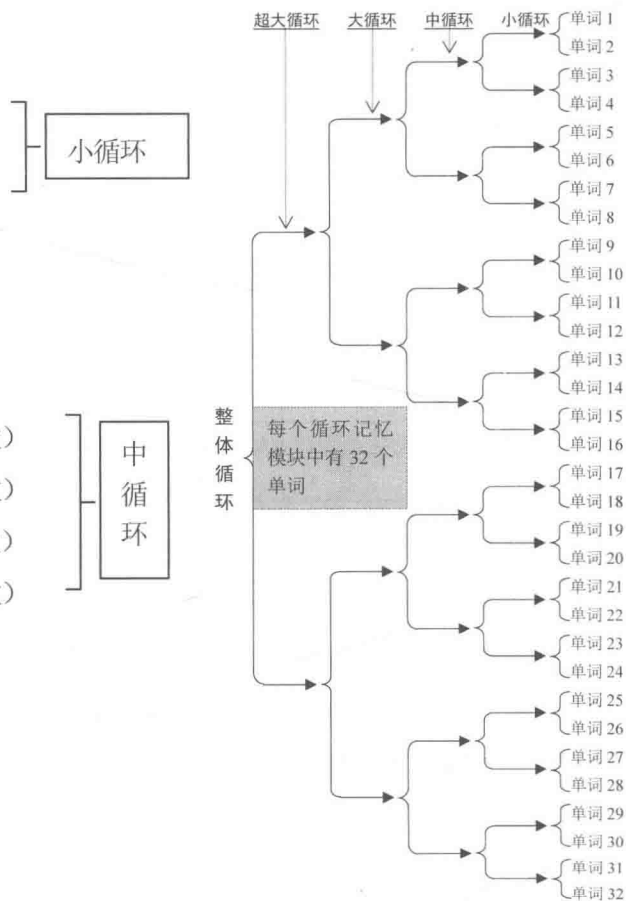 超大循环 大循环 中循环 小循环
单词 1
单词 2
单词 3
单词 4
小循环
单词 5
单词 6
单词 7
单词 8
单词 9
单词 10
单词 11
单词 12
单词 13
单词 14
单词 15
单词 16
整体循环
每个循环记忆
模块中有 32 个
单词
中循环
)
)
)
)
单词 17
单词 18
单词 19
单词 20
单词 21
单词 22
单词 23
单词 24
单词 25
单词 26
单词 27
单词 28
单词 29
单词 30
单词 31
单词 32